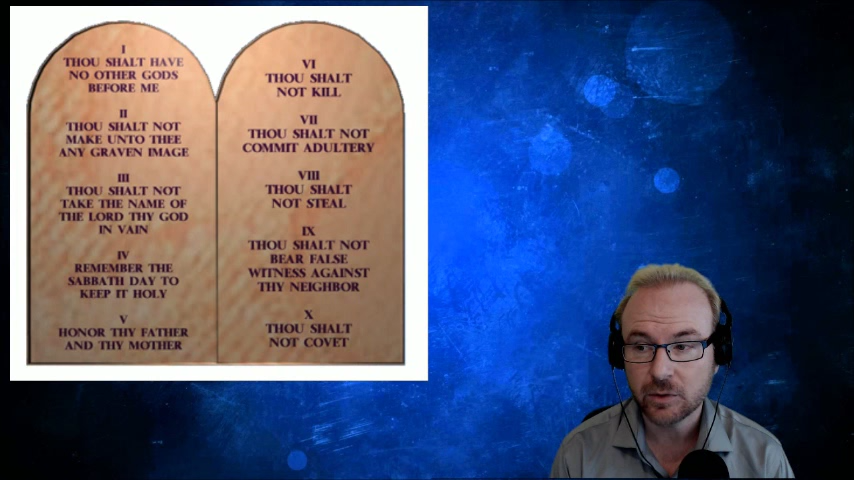 I
THOU SHALT HAVE
NO OTHER GODS
BEFORE ME
II
THOU SHALT NOT
MAKE UNTO THEE
ANY GRAVEN IMAGE
III
THOU SHALT NOT
TAKE THE NAME OF
THE LORD THY GOD
IN VAIN
IV
REMEMBER THE
SABBATH DAY TO
KEEP IT HOLY
V
HONOR THY FATHER
AND THY MOTHER
VI
THOU SHALT
NOT KILL
VII
THOU SHALT NOT
COMMIT ADULTERY
VIII
THOU SHALT
NOT STEAL
IX
THOU SHALT NOT
BEAR FALSE
WITNESS AGAINST
THY NEIGHBOR
X
THOU SHALT
NOT COVET